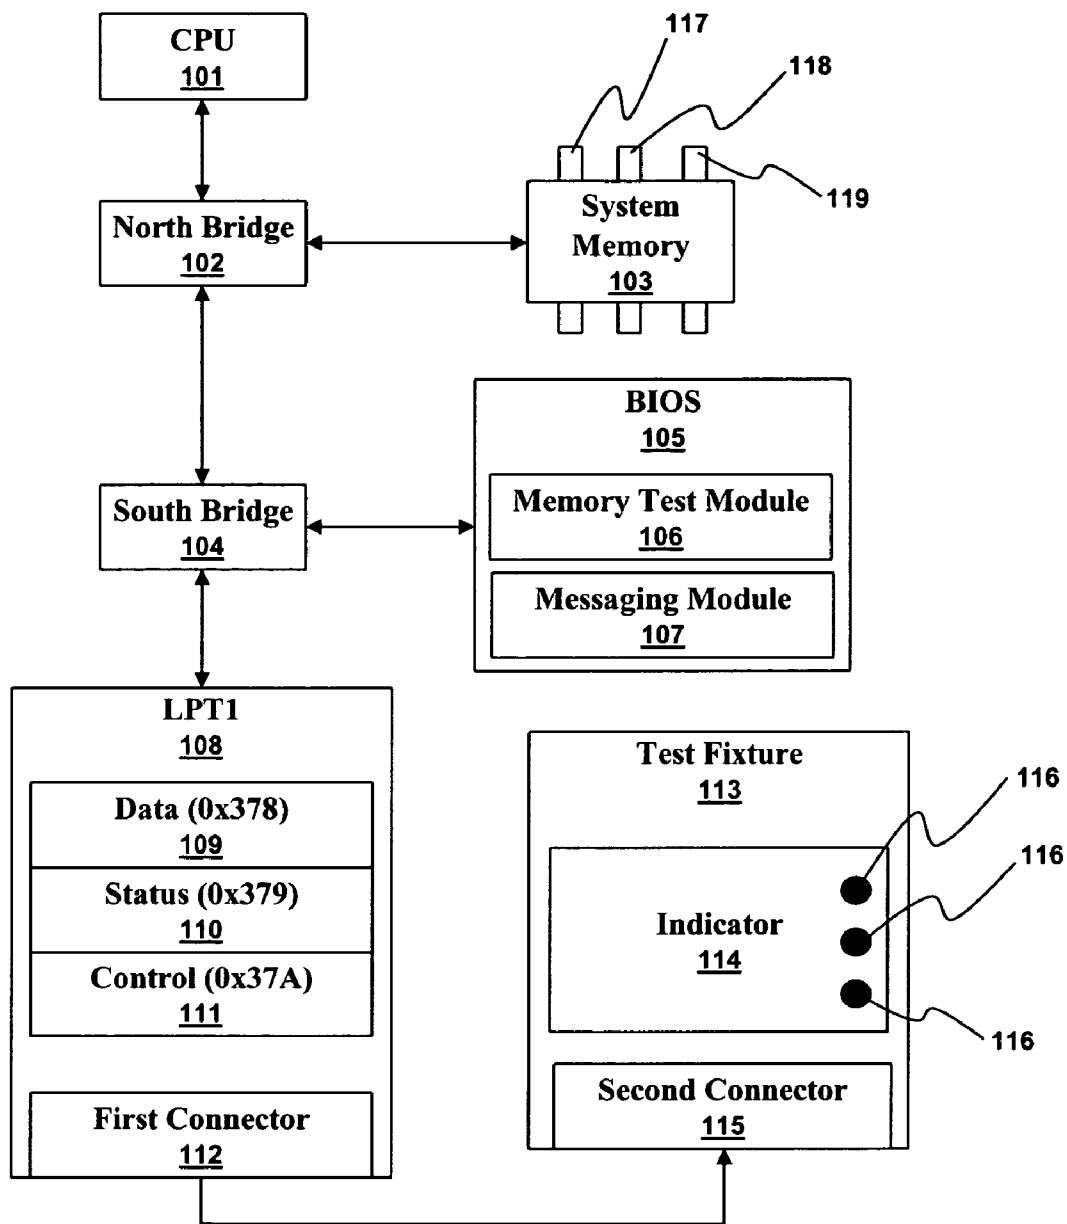 CPU
101
117
118
119
North Bridge
102
System
Memory
103
BIOS
105
South Bridge
104
Memory Test Module
106
Messaging Module
107
LPT1
108
Data (0x378)
109
Status (0x379)
110
Control (0x37A)
111
First Connector
112
Test Fixture
113
116
116
Indicator
114
116
Second Connector
115